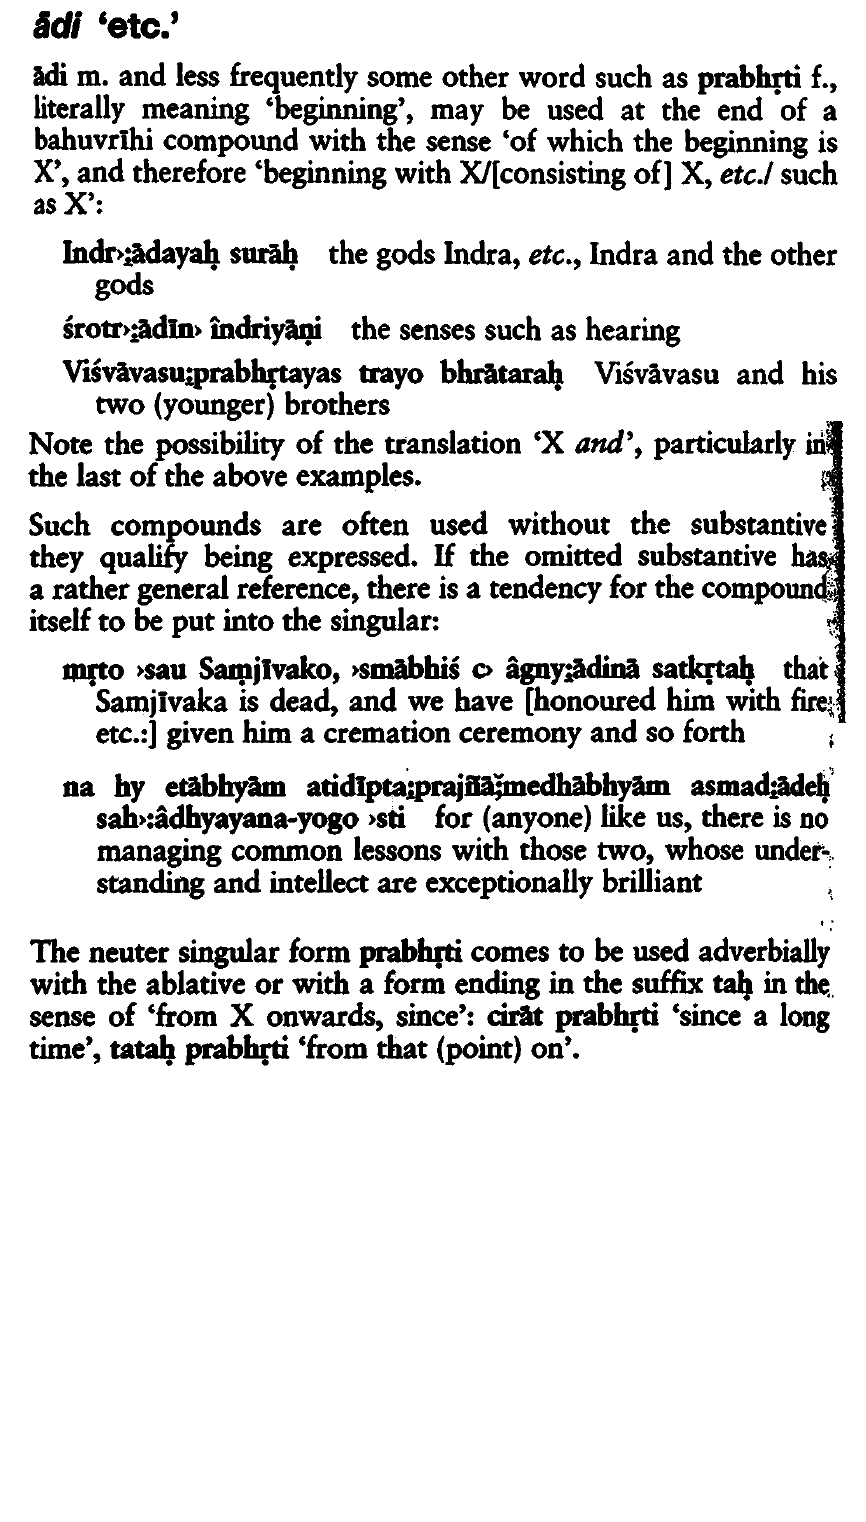 ādi ‘etc.’
ādi m. and less frequently some other word such as prabhṛti f.,
literally meaning ‘beginning’, may be used at the end of a
bahuvrīhi compound with the sense ‘of which the beginning is
X’, and therefore ‘beginning with X/[consisting of] X, etc./ such
as X’:
Indr›;ādayaḥ surāḥ the gods Indra, etc., Indra and the other
gods
śrotr›;ādīn› îndriyāṇi the senses such as hearing
Viśvāvasu;prabhṛtayas trayo bhrātaraḥ Viśvāvasu and his
two (younger) brothers
Note the possibility of the translation ‘X and’, particularly in
the last of the above examples.
Such compounds are often used without the substantive
they qualify being expressed. If the omitted substantive has
a rather general reference, there is a tendency for the compound
itself to be put into the singular:
mṛto ›sau Saṃjīvako, ›smābhiś c› âgny;ādinā satkṛtaḥ that
Samjīvaka is dead, and we have [honoured him with fire
etc.:] given him a cremation ceremony and so forth
na hy etābhyām atidīpta;prajñā;medhābhyām asmad;ādeḥ
sah›:âdhyayana-yogo ›sti for (anyone) like us, there is no
managing common lessons with those two, whose under-
standing and intellect are exceptionally brilliant
The neuter singular form prabhṛti comes to be used adverbially
with the ablative or with a form ending in the suffix taḥ in the
sense of ‘from X onwards, since’: cirāt prabhṛti ‘since a long
time’, tataḥ prabhṛti ‘from that (point) on’.